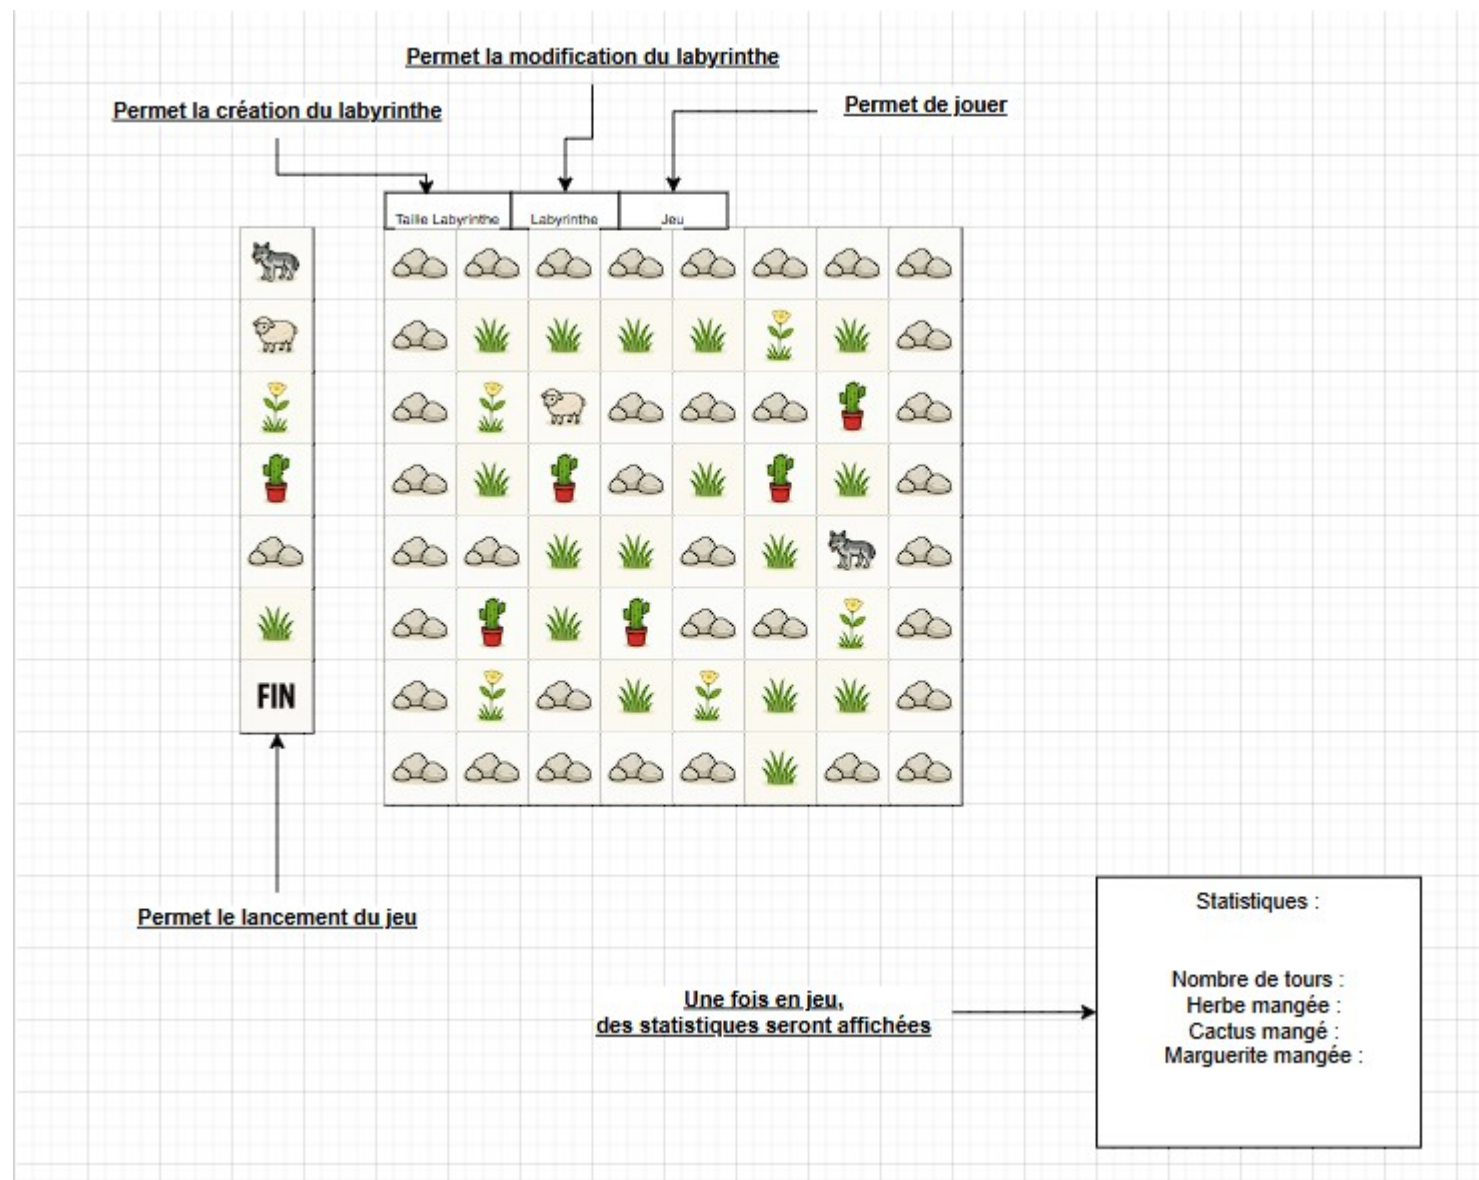 Permet la modification du labyrinthe
Permet la création du labyrinthe
Permet de jouer
Taille Labyrinthe
Labyrinthe
Jeu
FIN
Permet le lancement du jeu
Une fois en jeu,
des statistiques seront affichées
Statistiques :
Nombre de tours :
Herbe mangée :
Cactus mangé :
Marguerite mangée :